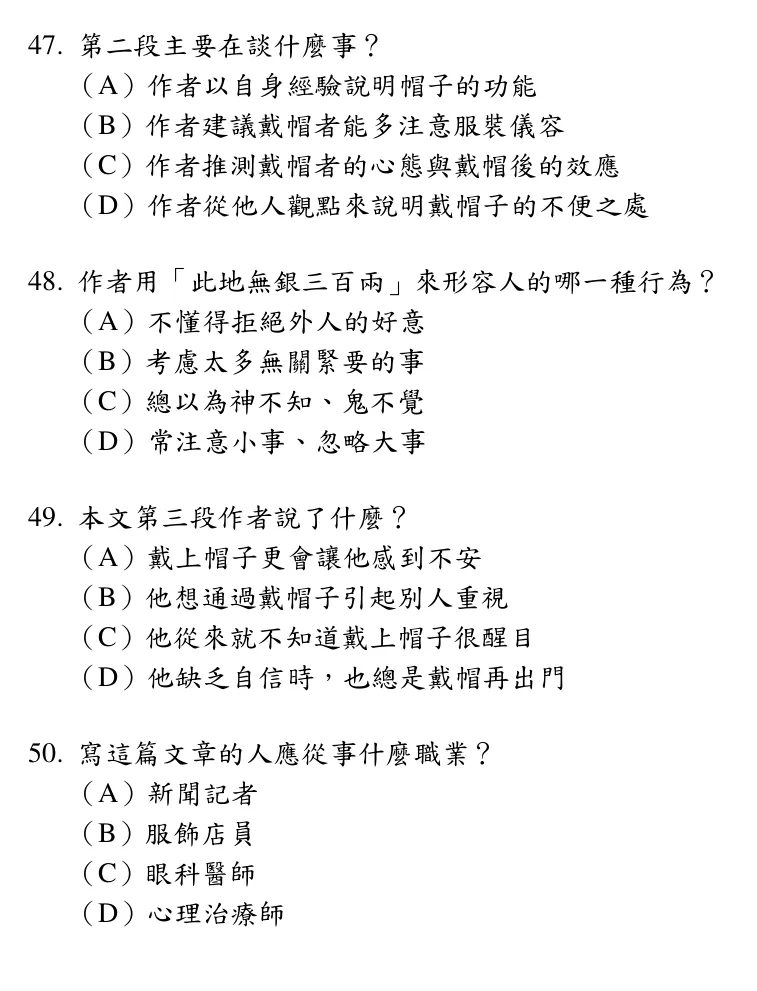 47. 第二段主要在談什麼事？
（A）作者以自身經驗說明帽子的功能
（B）作者建議戴帽者能多注意服裝儀容
（C）作者推測戴帽者的心態與戴帽後的效應
（D）作者從他人觀點來說明戴帽子的不便之處
48. 作者用「此地無銀三百兩」來形容人的哪一種行為？
（A）不懂得拒絕外人的好意
（B）考慮太多無關緊要的事
（C）總以為神不知、鬼不覺
（D）常注意小事、忽略大事
49. 本文第三段作者說了什麼？
（A）戴上帽子更會讓他感到不安
（B）他想通過戴帽子引起別人重視
（C）他從來就不知道戴上帽子很醒目
（D）他缺乏自信時，也總是戴帽再出門
50. 寫這篇文章的人應從事什麼職業？
（A）新聞記者
（B）服飾店員
（C）眼科醫師
（D）心理治療師